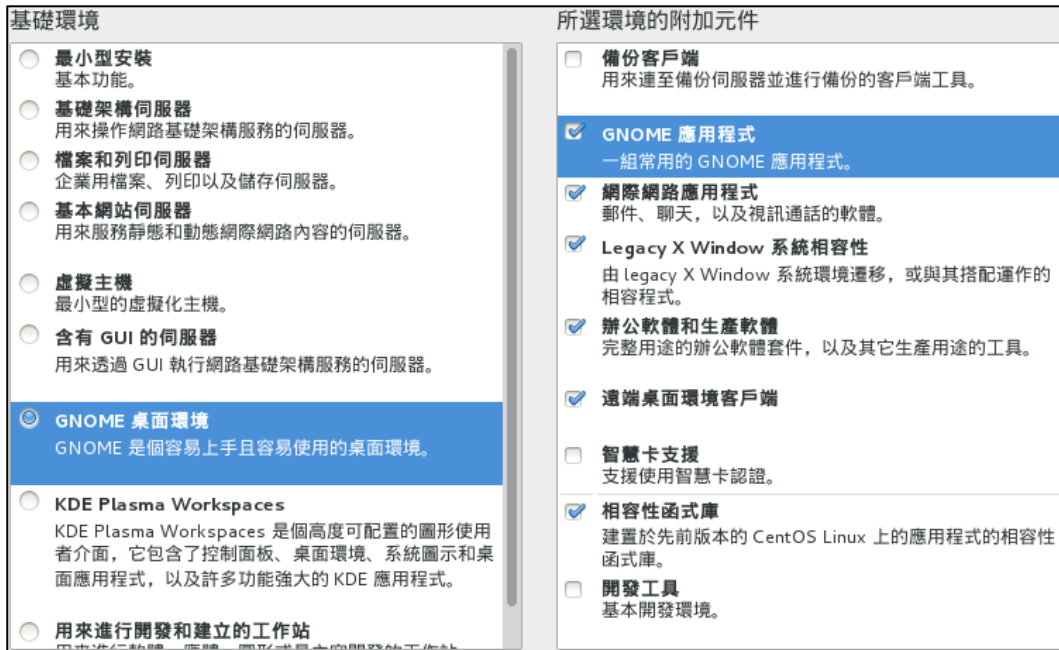 基礎環境
最小型安裝
基本功能。
基礎架構伺服器
用來操作網路基礎架構服務的伺服器。
檔案和列印伺服器
企業用檔案、列印以及儲存伺服器。
基本網站伺服器
用來服務靜態和動態網際網路內容的伺服器。
虛擬主機
最小型的虛擬化主機。
含有 GUI 的伺服器
用來透過 GUI 執行網路基礎架構服務的伺服器。
GNOME 桌面環境
GNOME 是個容易上手且容易使用的桌面環境。
KDE Plasma Workspaces
KDE Plasma Workspaces 是個高度可配置的圖形使用
者介面，它包含了控制面板、桌面環境、系統圖示和桌
面應用程式，以及許多功能強大的 KDE 應用程式。
用來進行開發和建立的工作站
所選環境的附加元件
備份客戶端
用來連至備份伺服器並進行備份的客戶端工具。
GNOME 應用程式
一組常用的 GNOME 應用程式。
網際網路應用程式
郵件、聊天，以及視訊通話的軟體。
Legacy X Window 系統相容性
由 legacy X Window 系統環境遷移，或與其搭配運作的
相容程式。
辦公軟體和生產軟體
完整用途的辦公軟體套件，以及其它生產用途的工具。
遠端桌面環境客戶端
智慧卡支援
支援使用智慧卡認證。
相容性函式庫
建置於先前版本的 CentOS Linux 上的應用程式的相容性
函式庫。
開發工具
基本開發環境。